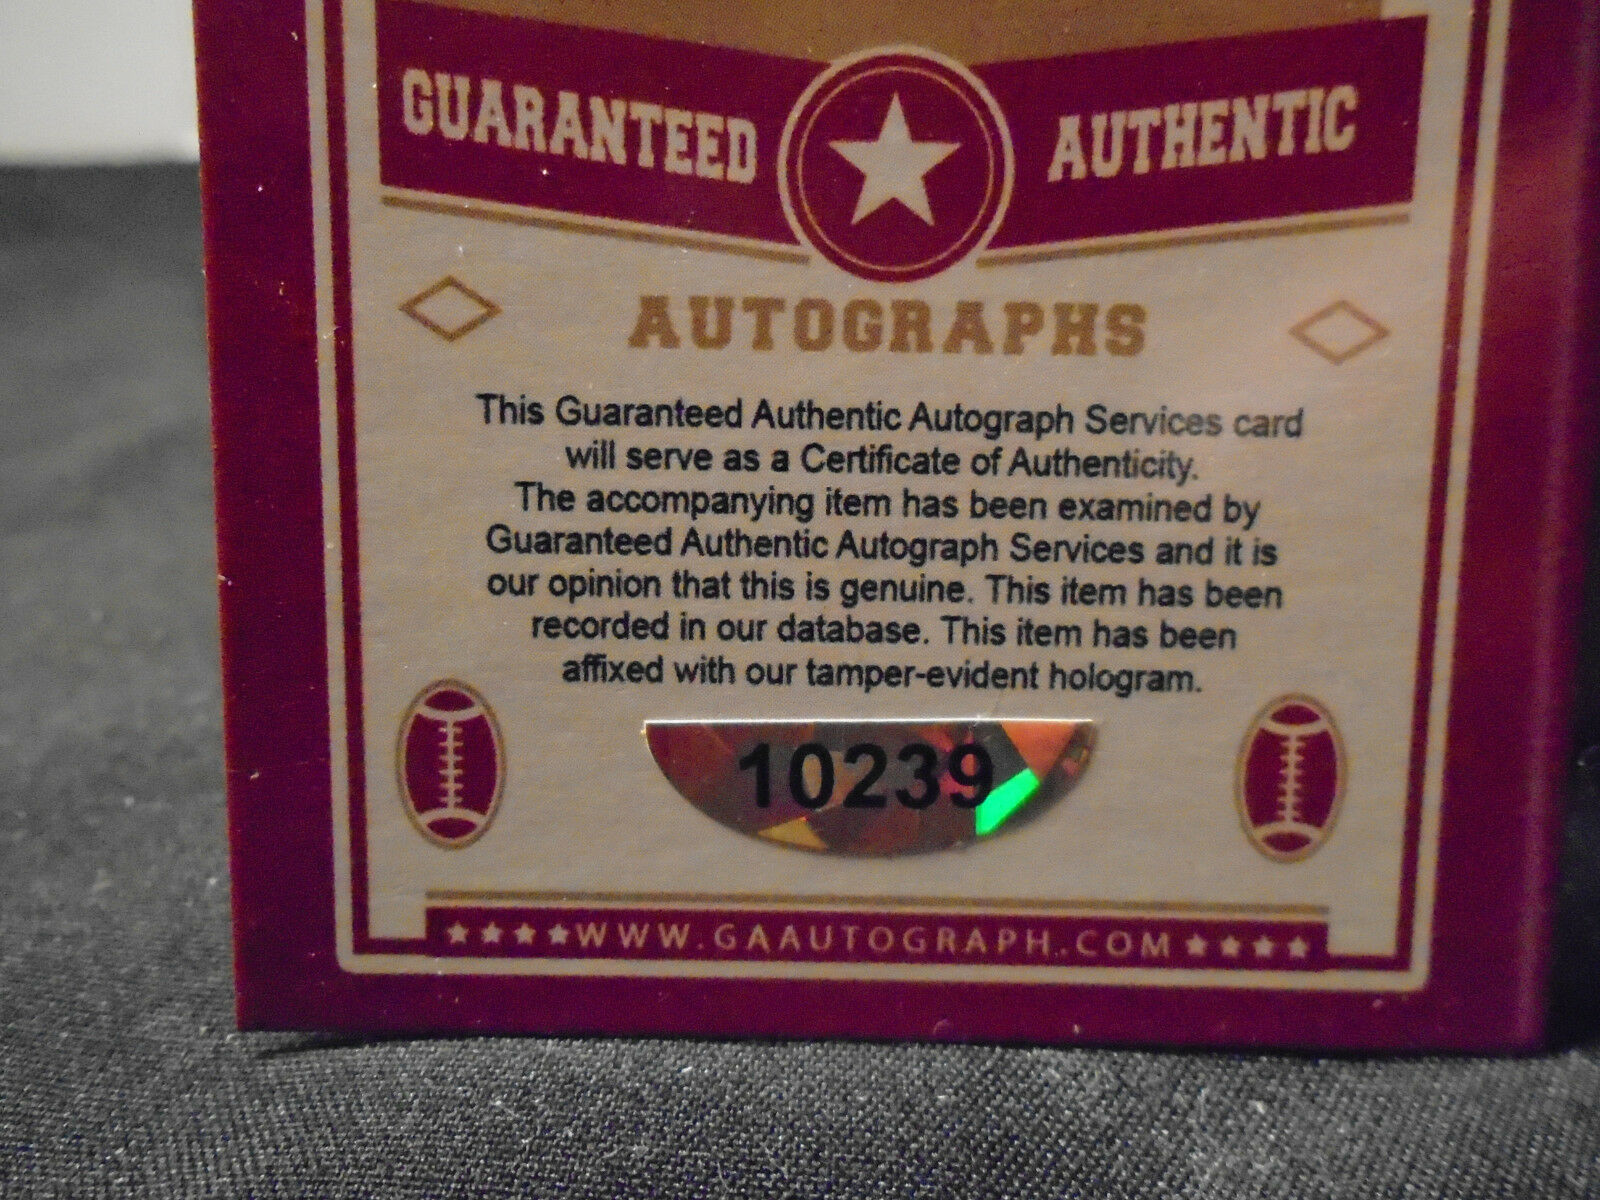 GUARANTEED AUTHENTIC
AUTOGRAPHS
This Guaranteed Authentic Autograph Services card
will serve as a Certificate of Authenticity.
The accompanying item has been examined by
Guaranteed Authentic Autograph Services and it is
our opinion that this is genuine. This item has been
recorded in our database. This item has been
affixed with our tamper-evident hologram.
10239
WWW.GAAUTOGRAPH.COM